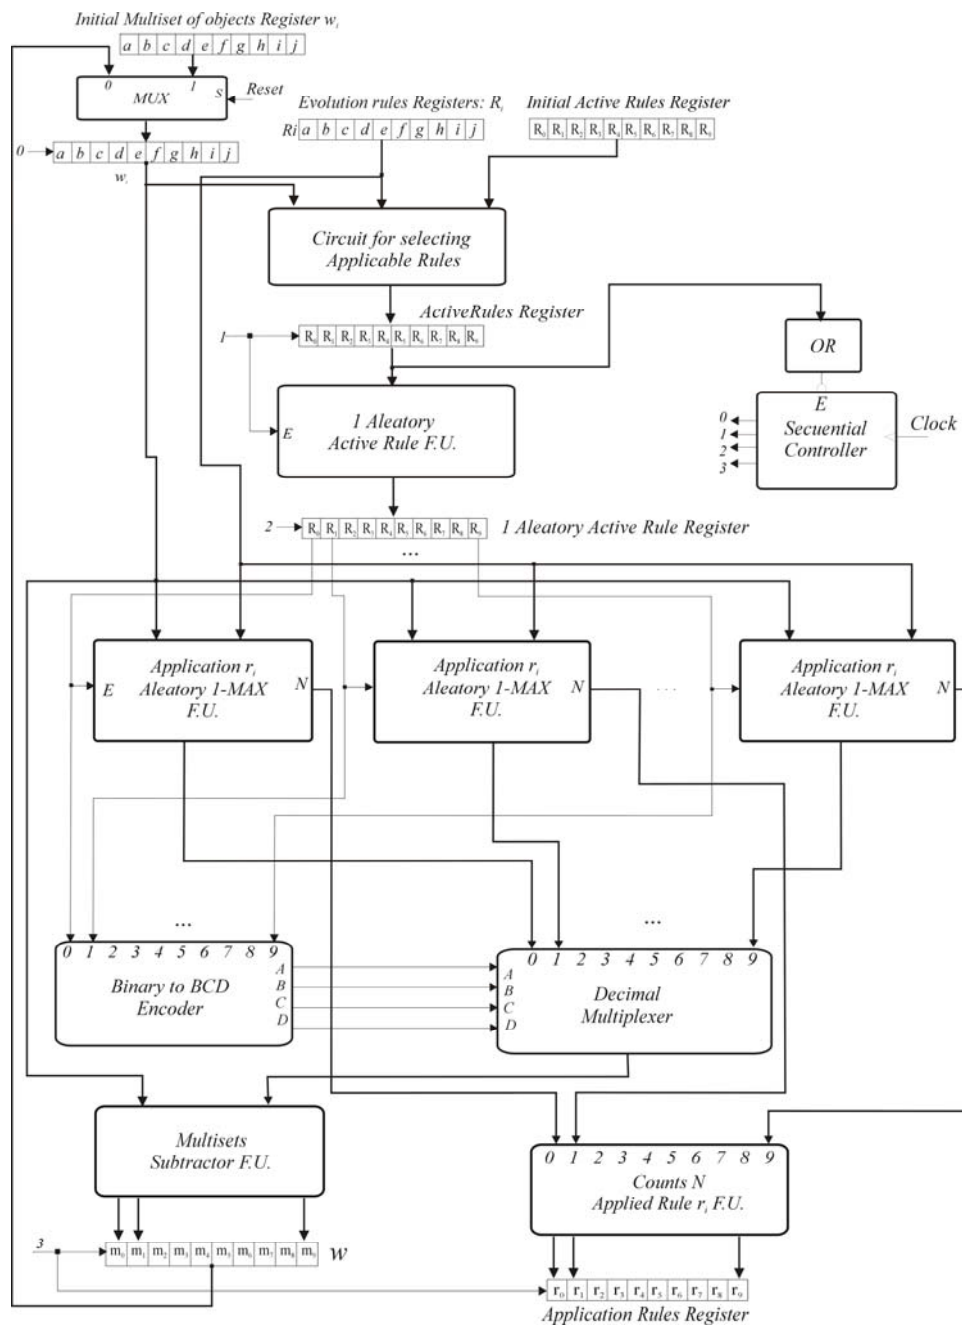 Initial Multiset of objects Register wi
a b c d e f g h i j
0 1
MUX S Reset
Evolution rules Registers: Ri
Initial Active Rules Register
Ri a b c d e f g h i j
R0 R1 R2 R3 R4 R5 R6 R7 R8 R9
0 a b c d e f g h i j
wi
Circuit for selecting
Applicable Rules
ActiveRules Register
1 R0 R1 R2 R3 R4 R5 R6 R7 R8 R9
OR
1 Aleatory
Active Rule F.U.
E
E
Secuential
Controller
0
1
2
3
Clock
2 R0 R1 R2 R3 R4 R5 R6 R7 R8 R9 1 Aleatory Active Rule Register
...
Application ri
Aleatory 1-MAX
F.U.
E N
Application ri
Aleatory 1-MAX
F.U.
N
. . .
Application ri
Aleatory 1-MAX
F.U.
N
...
...
0 1 2 3 4 5 6 7 8 9
Binary to BCD
Encoder
A
B
C
D
0 1 2 3 4 5 6 7 8 9
A
B
C
D
Decimal
Multiplexer
Multisets
Subtractor F.U.
0 1 2 3 4 5 6 7 8 9
Counts N
Applied Rule ri F.U.
3 m0 m1 m2 m3 m4 m5 m6 m7 m8 m9 w
r0 r1 r2 r3 r4 r5 r6 r7 r8 r9
Application Rules Register